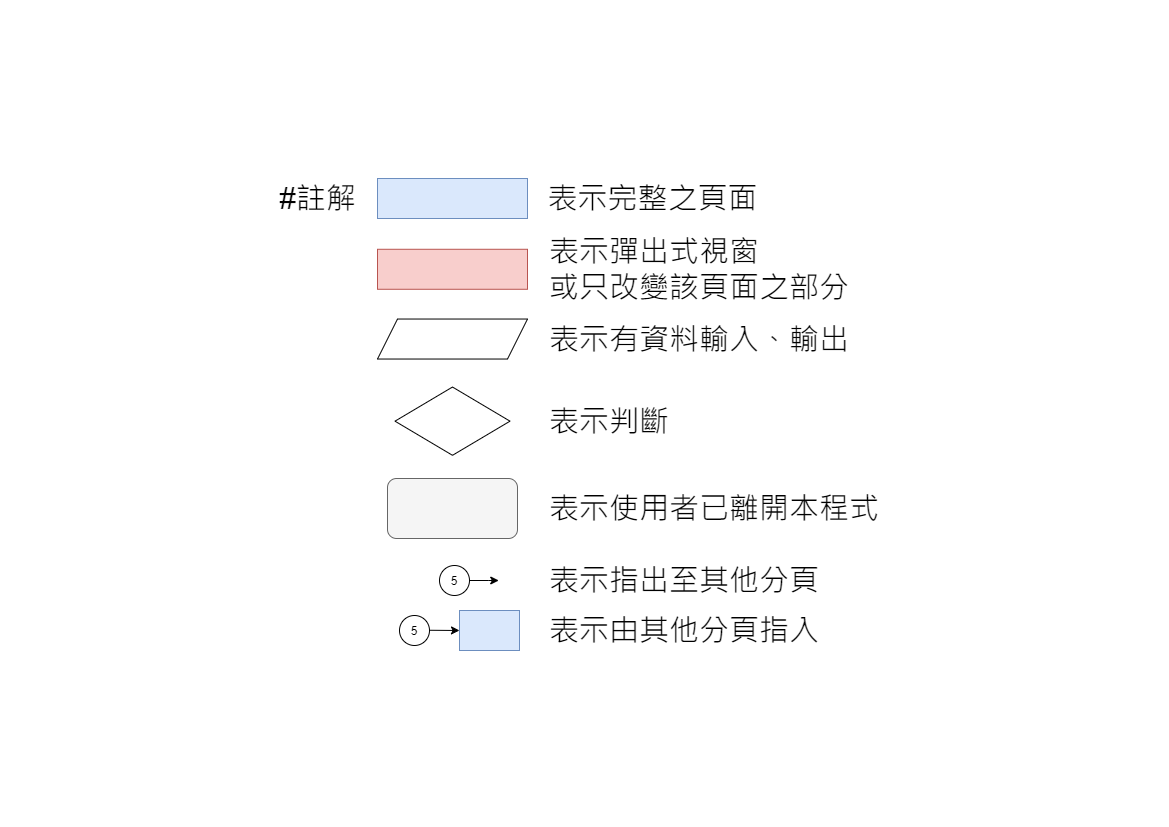 #註解
表示完整之頁面
表示彈出式視窗
或只改變該頁面之部分
表示有資料輸入、輸出
表示判斷
表示使用者已離開本程式
5
表示指出至其他分頁
5
表示由其他分頁指入